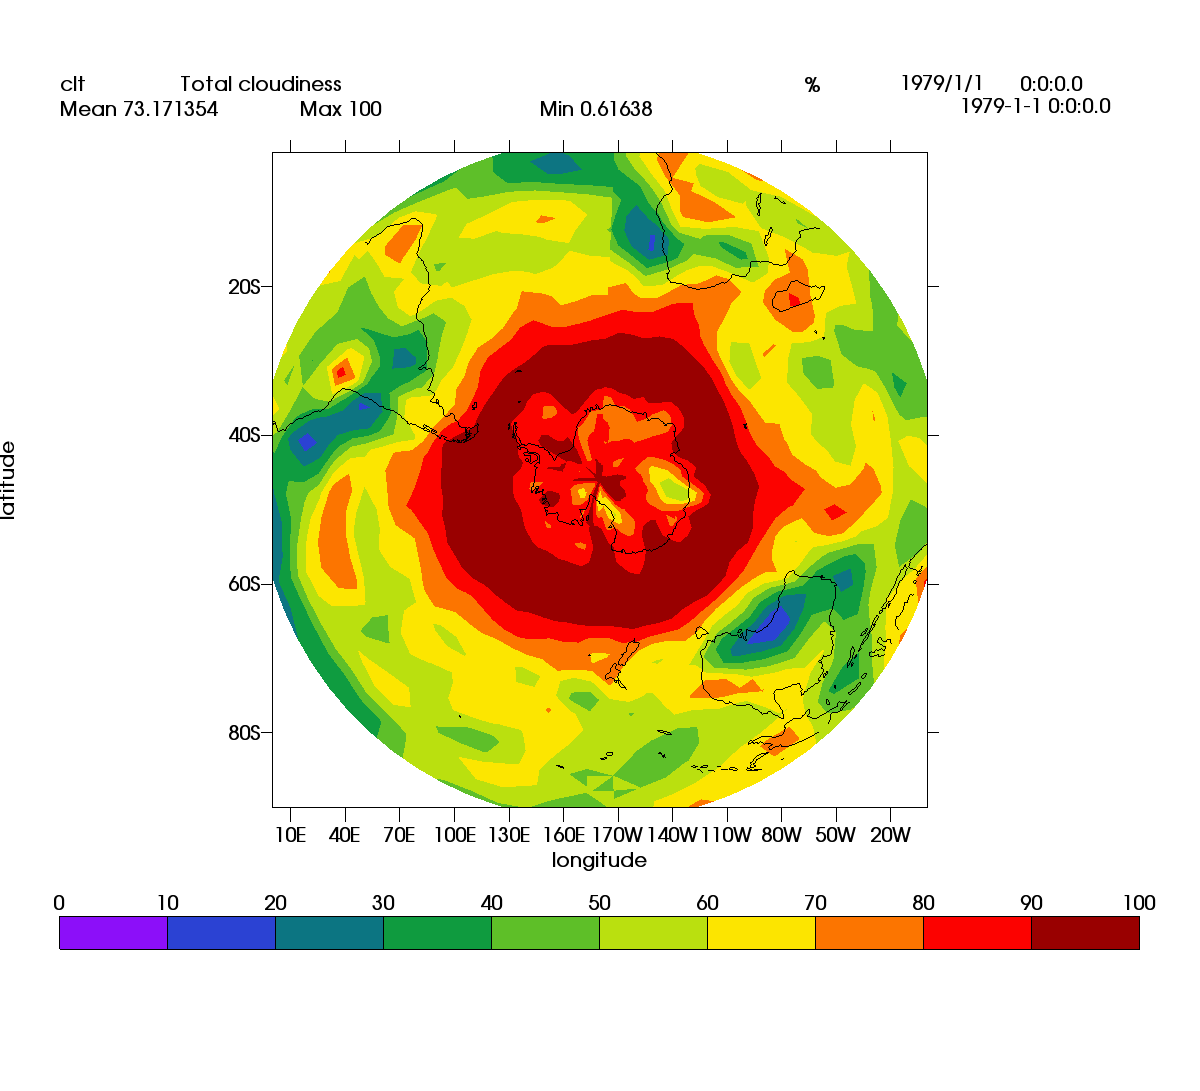 clt Total cloudiness % 1979/1/1 0:0:0.0
Mean 73.171354 Max 100 Min 0.61638 1979-1-1 0:0:0.0
20S
40S
60S
80S
latitude
10E 40E 70E 100E 130E 160E 170W 140W 110W 80W 50W 20W
longitude
0 10 20 30 40 50 60 70 80 90 100